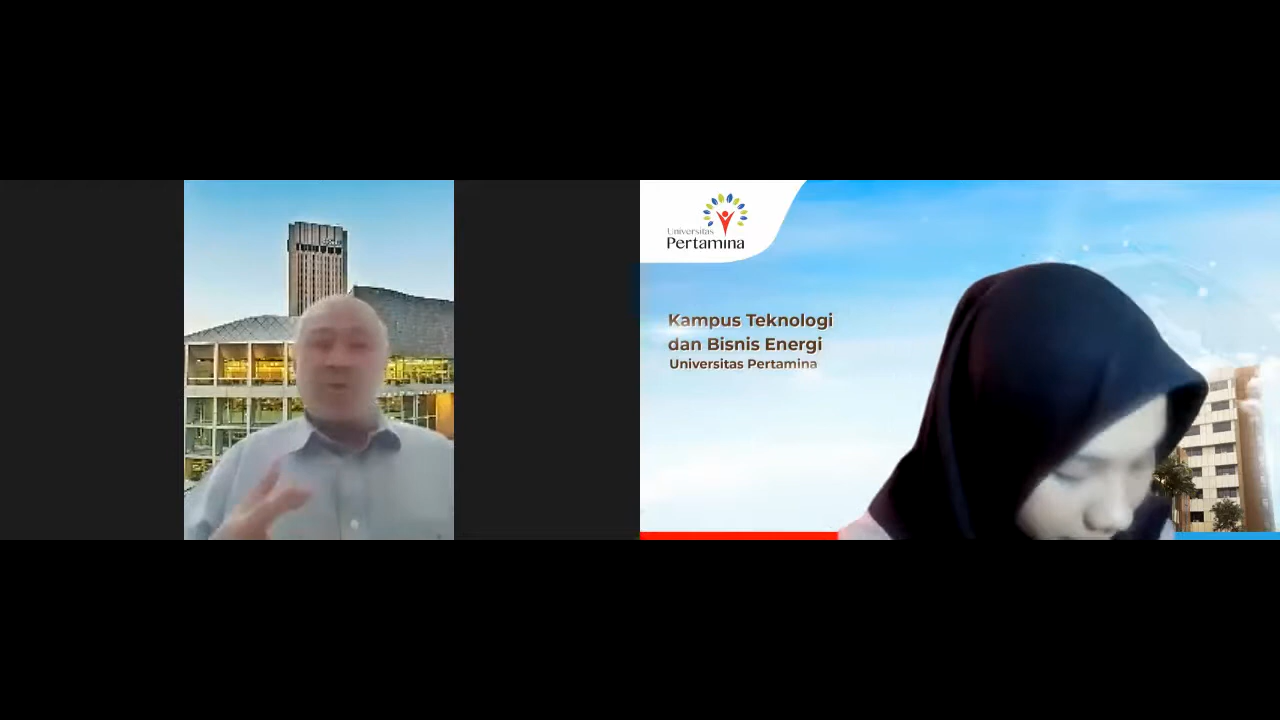 Universitas
Pertamina
Kampus Teknologi
dan Bisnis Energi
Universitas Pertamina